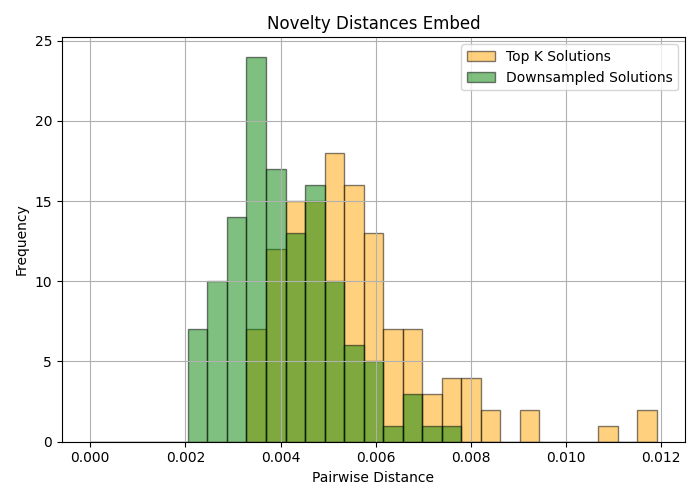 Novelty Distances Embed
Top K Solutions
Downsampled Solutions
25
20
15
10
5
0
Frequency
0.000 0.002 0.004 0.006 0.008 0.010 0.012
Pairwise Distance